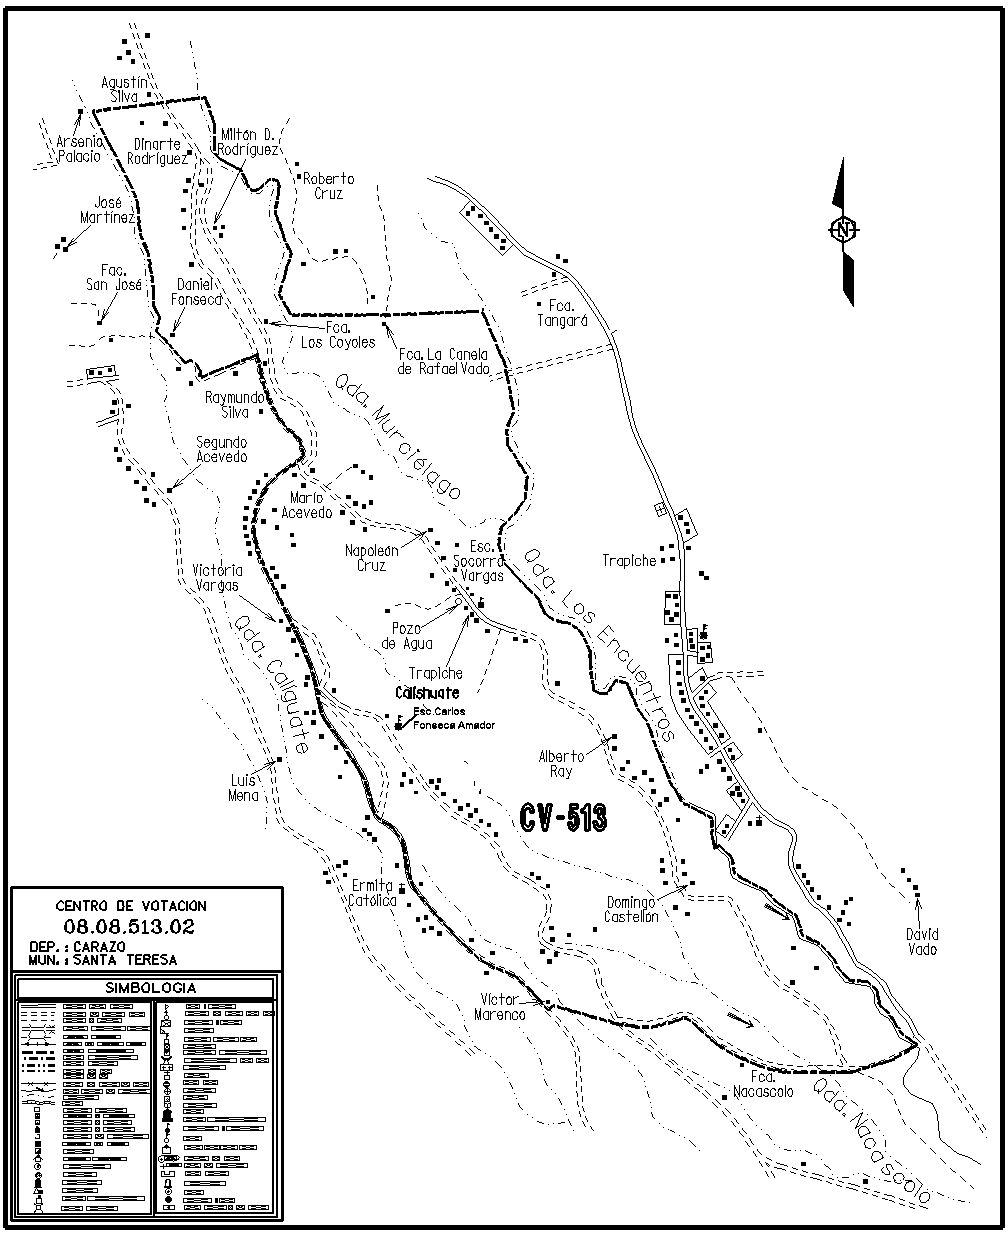 Agustín
Silva
Arsenio
Palacio
Dinarte
Rodríguez
Milton D.
Rodríguez
Roberto
Cruz
José
Martínez
Fac.
San José
Daniel
Fonseca
Fca.
Los Coyoles
Fca. La Canela
de Rafael Vado
Fca.
Tangará
N
Raymundo
Silva
Qda. Murciélago
Segundo
Acevedo
Mario
Acevedo
Napoleón
Cruz
Esc.
Socorro
Vargas
Trapiche
Victoria
Vargas
Qda. Los Encuentros
Pozo
de Agua
Trapiche
Calishuate
Esc. Carlos
Fonseca Amador
Qda. Caliguate
Luis
Mena
Alberto
Ray
CV-513
Ermita
Católica
Domingo
Castellón
David
Vado
Víctor
Marenco
Fca.
Nacascolo
Qda. Nacascolo
CENTRO DE VOTACION
08.08.513.02
DEP. : CARAZO
MUN. : SANTA TERESA
SIMBOLOGIA